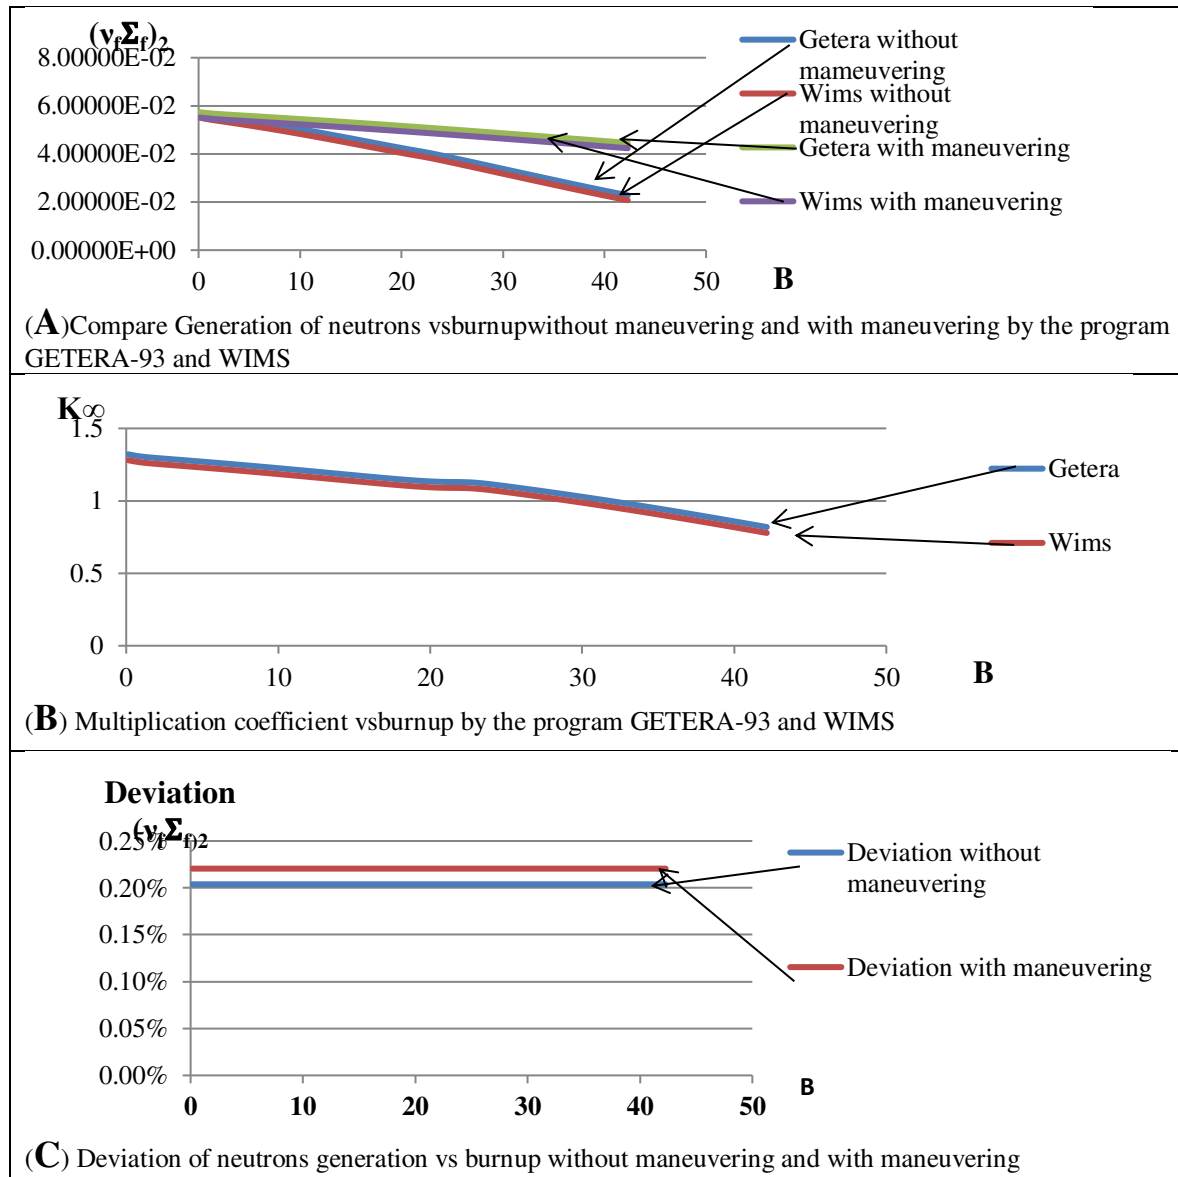 (νfΣf)2
8.00000E-02
6.00000E-02
4.00000E-02
2.00000E-02
0.00000E+00
0 10 20 30 40 50
B
Getera without
mameuvering
Wims without
maneuvering
Getera with maneuvering
Wims with maneuvering
(A)Compare Generation of neutrons vsburnupwithout maneuvering and with maneuvering by the program
GETERA-93 and WIMS
K∞
1.5
1
0.5
0
0 10 20 30 40 50
B
Getera
Wims
(B) Multiplication coefficient vsburnup by the program GETERA-93 and WIMS
Deviation
(νfΣf)2
0.25%
0.20%
0.15%
0.10%
0.05%
0.00%
0 10 20 30 40 50
B
Deviation without
maneuvering
Deviation with maneuvering
(C) Deviation of neutrons generation vs burnup without maneuvering and with maneuvering